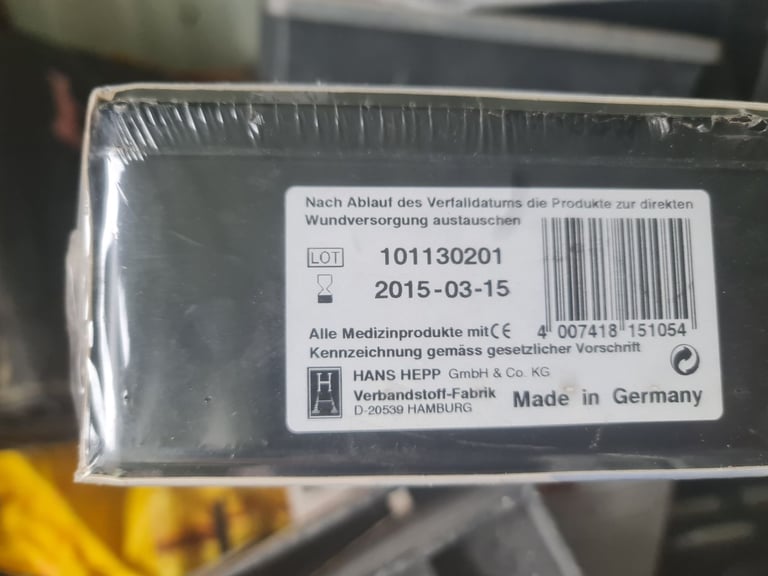 Nach Ablauf des Verfalldatums die Produkte zur direkten
Wundversorgung austauschen
LOT 101130201
2015-03-15
4 007418 151054
Alle Medizinprodukte mit CE
Kennzeichnung gemäss gesetzlicher Vorschrift
HANS HEPP GmbH & Co. KG
Verbandstoff-Fabrik
D-20539 HAMBURG
Made in Germany